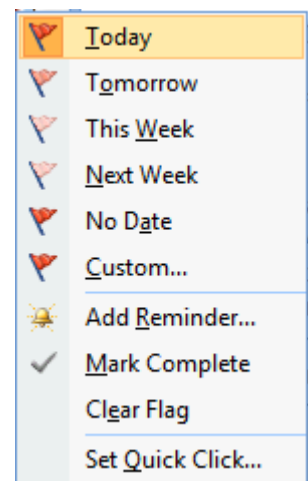 Today
Tomorrow
This Week
Next Week
No Date
Custom...
Add Reminder...
Mark Complete
Clear Flag
Set Quick Click...